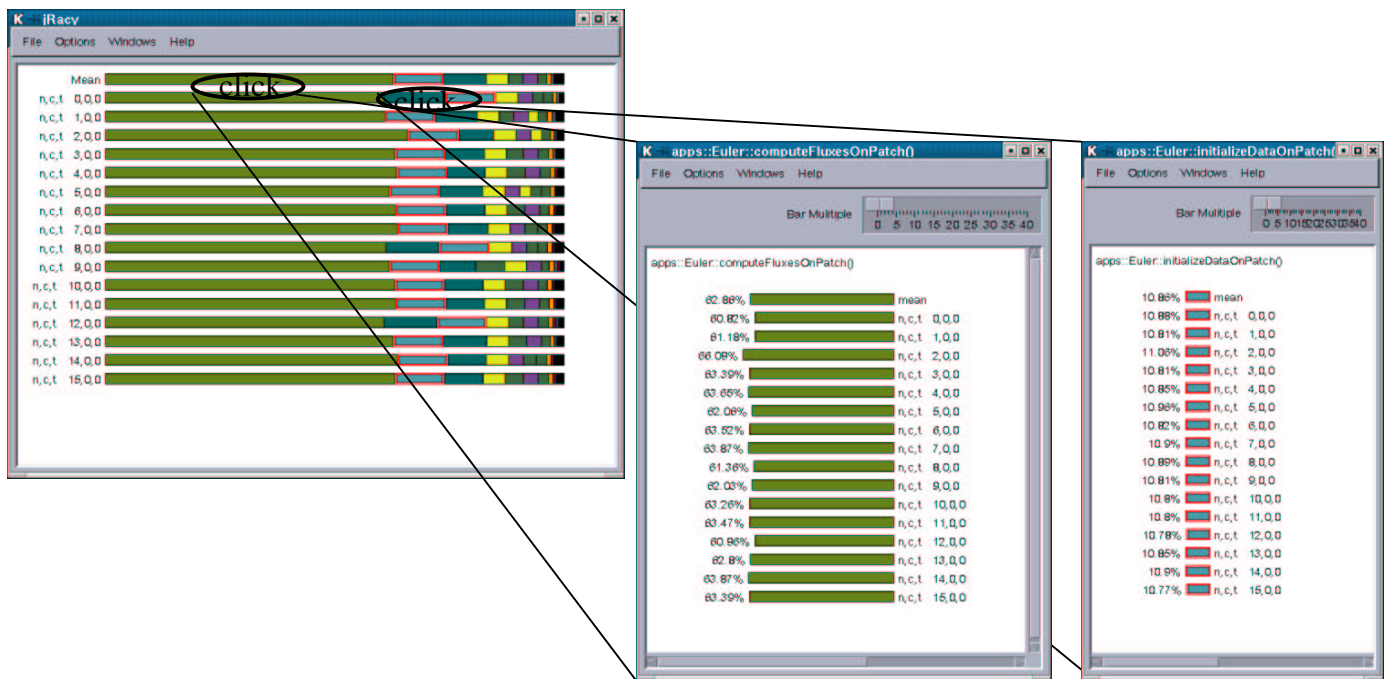 K jRacy
File Options Windows Help
Mean
n,c,t 0,0,0
n,c,t 1,0,0
n,c,t 2,0,0
n,c,t 3,0,0
n,c,t 4,0,0
n,c,t 5,0,0
n,c,t 6,0,0
n,c,t 7,0,0
n,c,t 8,0,0
n,c,t 9,0,0
n,c,t 10,0,0
n,c,t 11,0,0
n,c,t 12,0,0
n,c,t 13,0,0
n,c,t 14,0,0
n,c,t 15,0,0
click
click
K apps::Euler::computeFluxesOnPatch()
File Options Windows Help
Bar Mulitiple
0 5 10 15 20 25 30 35 40
apps::Euler::computeFluxesOnPatch()
62.86% mean
60.82% n,c,t 0,0,0
61.18% n,c,t 1,0,0
66.09% n,c,t 2,0,0
63.39% n,c,t 3,0,0
63.65% n,c,t 4,0,0
62.06% n,c,t 5,0,0
63.52% n,c,t 6,0,0
63.87% n,c,t 7,0,0
61.36% n,c,t 8,0,0
62.03% n,c,t 9,0,0
63.26% n,c,t 10,0,0
63.47% n,c,t 11,0,0
60.96% n,c,t 12,0,0
62.8% n,c,t 13,0,0
63.87% n,c,t 14,0,0
63.39% n,c,t 15,0,0
K apps::Euler::initializeDataOnPatch(
File Options Windows Help
Bar Mulitiple
0 5 10152025303540
apps::Euler::initializeDataOnPatch()
10.86% mean
10.88% n,c,t 0,0,0
10.81% n,c,t 1,0,0
11.06% n,c,t 2,0,0
10.81% n,c,t 3,0,0
10.85% n,c,t 4,0,0
10.96% n,c,t 5,0,0
10.82% n,c,t 6,0,0
10.9% n,c,t 7,0,0
10.89% n,c,t 8,0,0
10.81% n,c,t 9,0,0
10.8% n,c,t 10,0,0
10.8% n,c,t 11,0,0
10.78% n,c,t 12,0,0
10.85% n,c,t 13,0,0
10.9% n,c,t 14,0,0
10.77% n,c,t 15,0,0